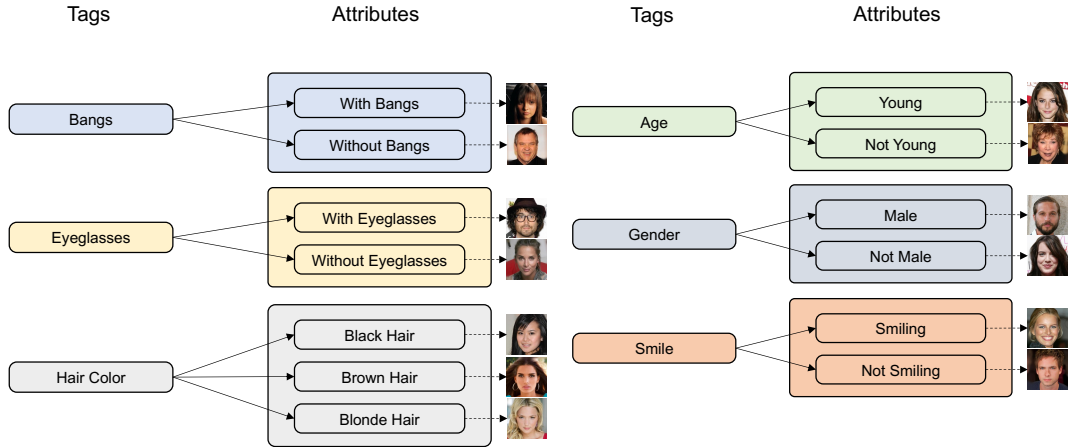 Tags
Attributes
Bangs
With Bangs
Without Bangs
Eyeglasses
With Eyeglasses
Without Eyeglasses
Hair Color
Black Hair
Brown Hair
Blonde Hair
Tags
Attributes
Age
Young
Not Young
Gender
Male
Not Male
Smile
Smiling
Not Smiling